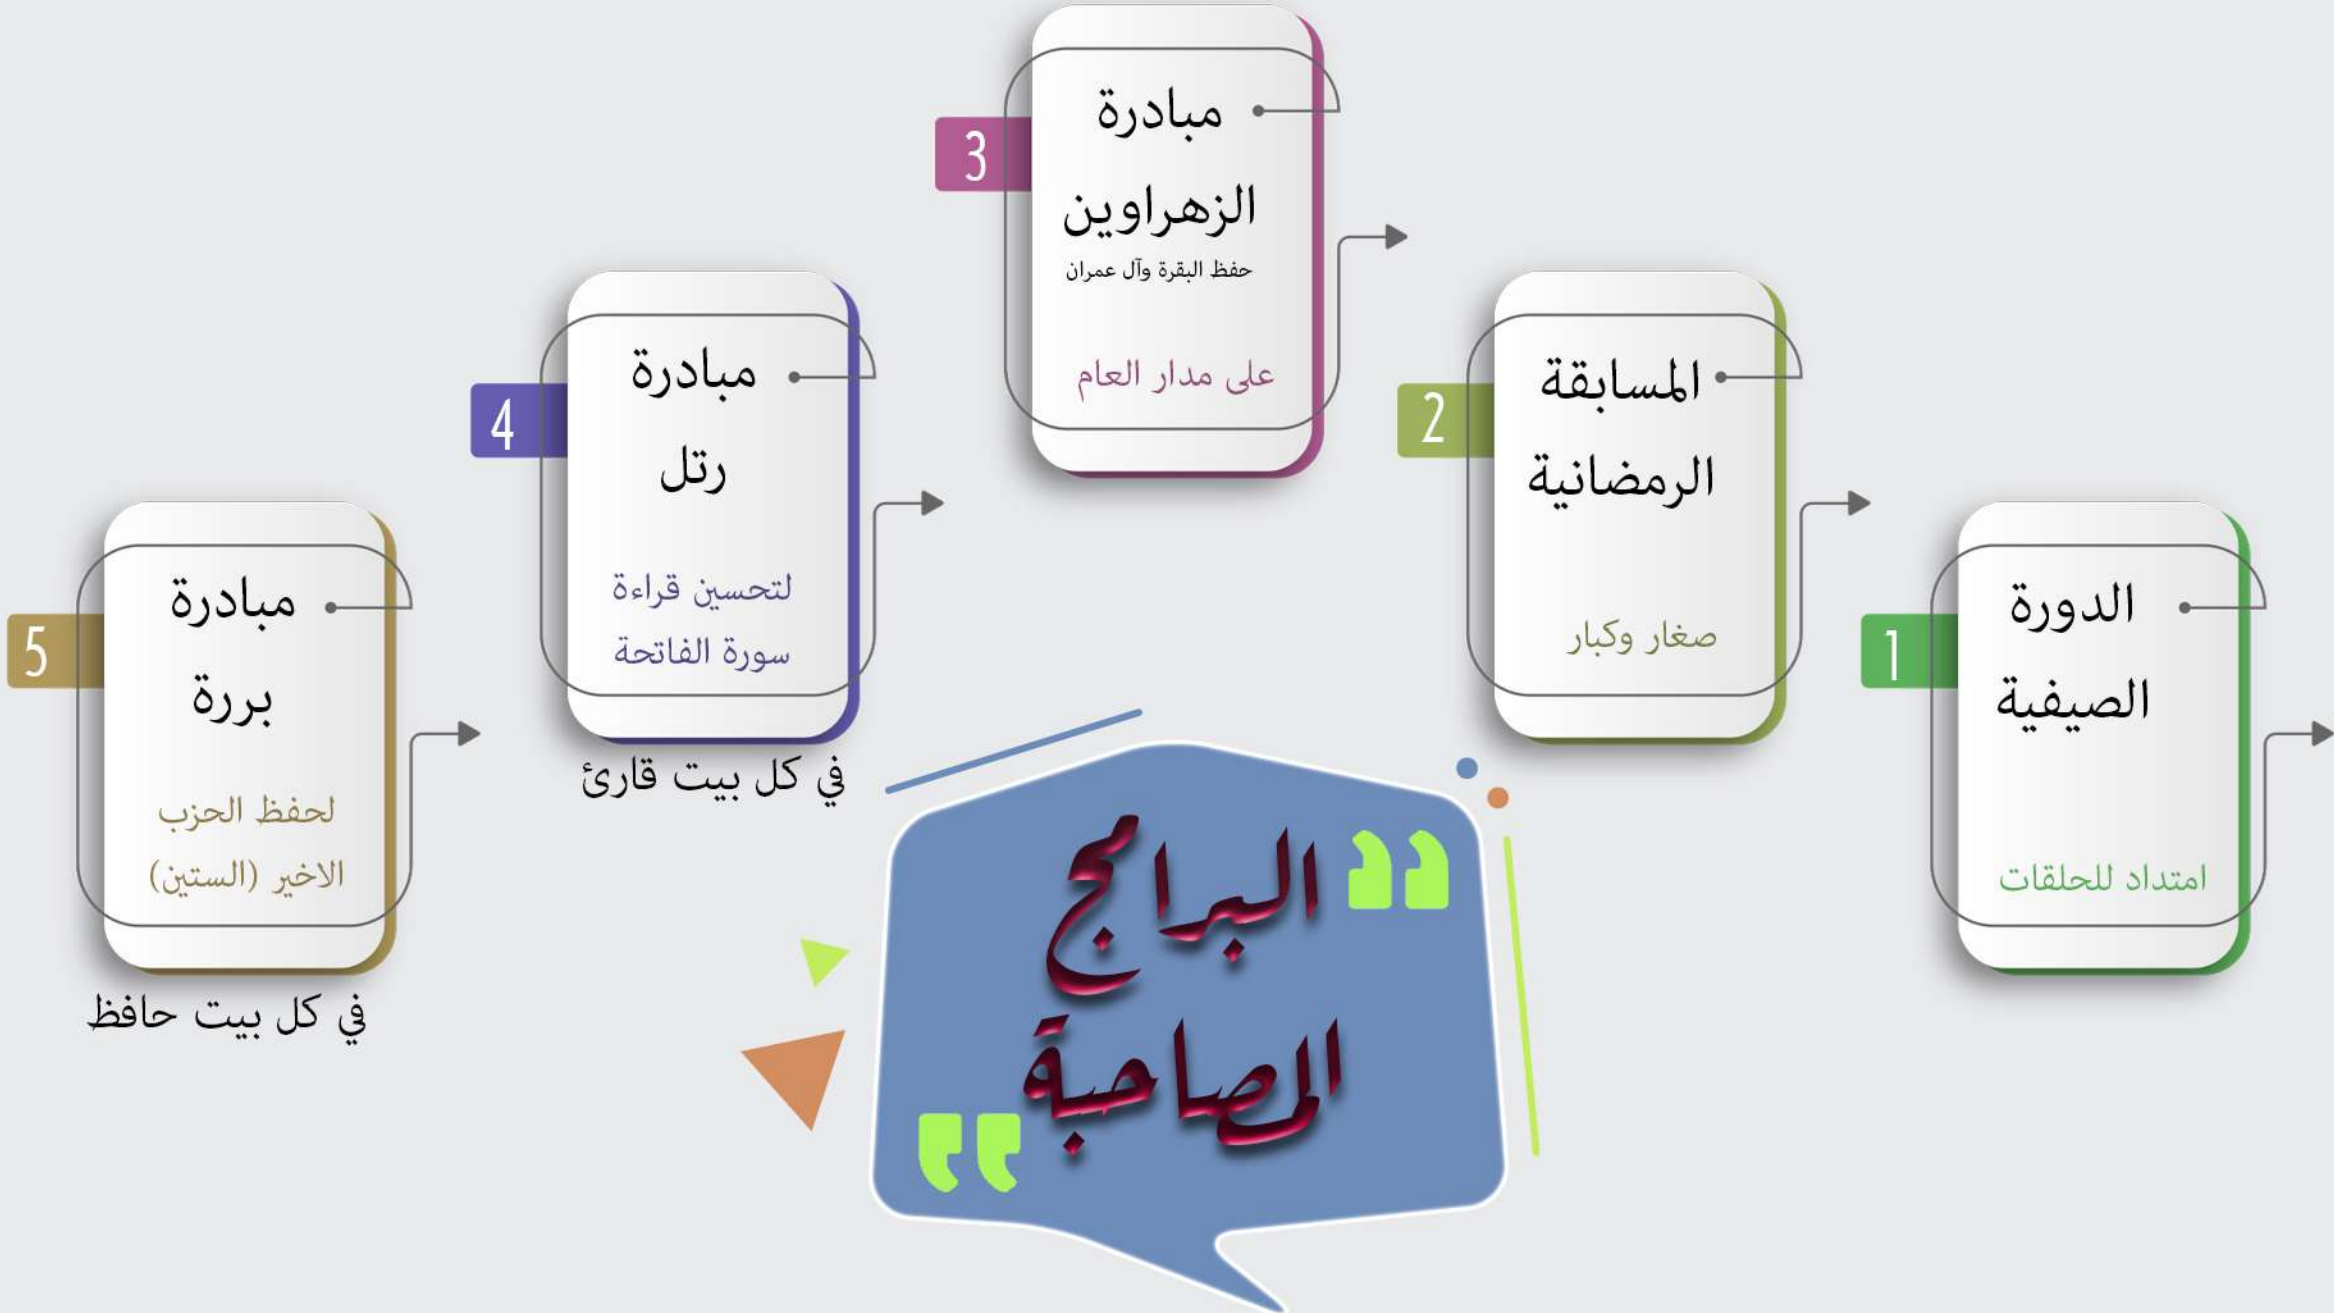 1
الدورة
الصيفية
امتداد للحلقات
2
المسابقة
الرمضانية
صغار وكبار
3
مبادرة
الزهراوين
حفظ البقرة وآل عمران
على مدار العام
4
مبادرة
رتل
لتحسين قراءة
سورة الفاتحة
في كل بيت قارئ
5
مبادرة
بررة
لحفظ الحزب
الاخير (الستين)
في كل بيت حافظ
البرامج
المصاحبة